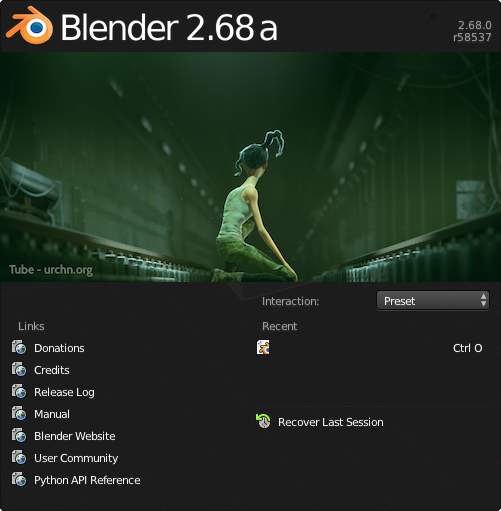 Blender 2.68a
2.68.0
r58537
Tube - urchn.org
Interaction: Preset
Links
Donations
Credits
Release Log
Manual
Blender Website
User Community
Python API Reference
Recent
Ctrl O
Recover Last Session